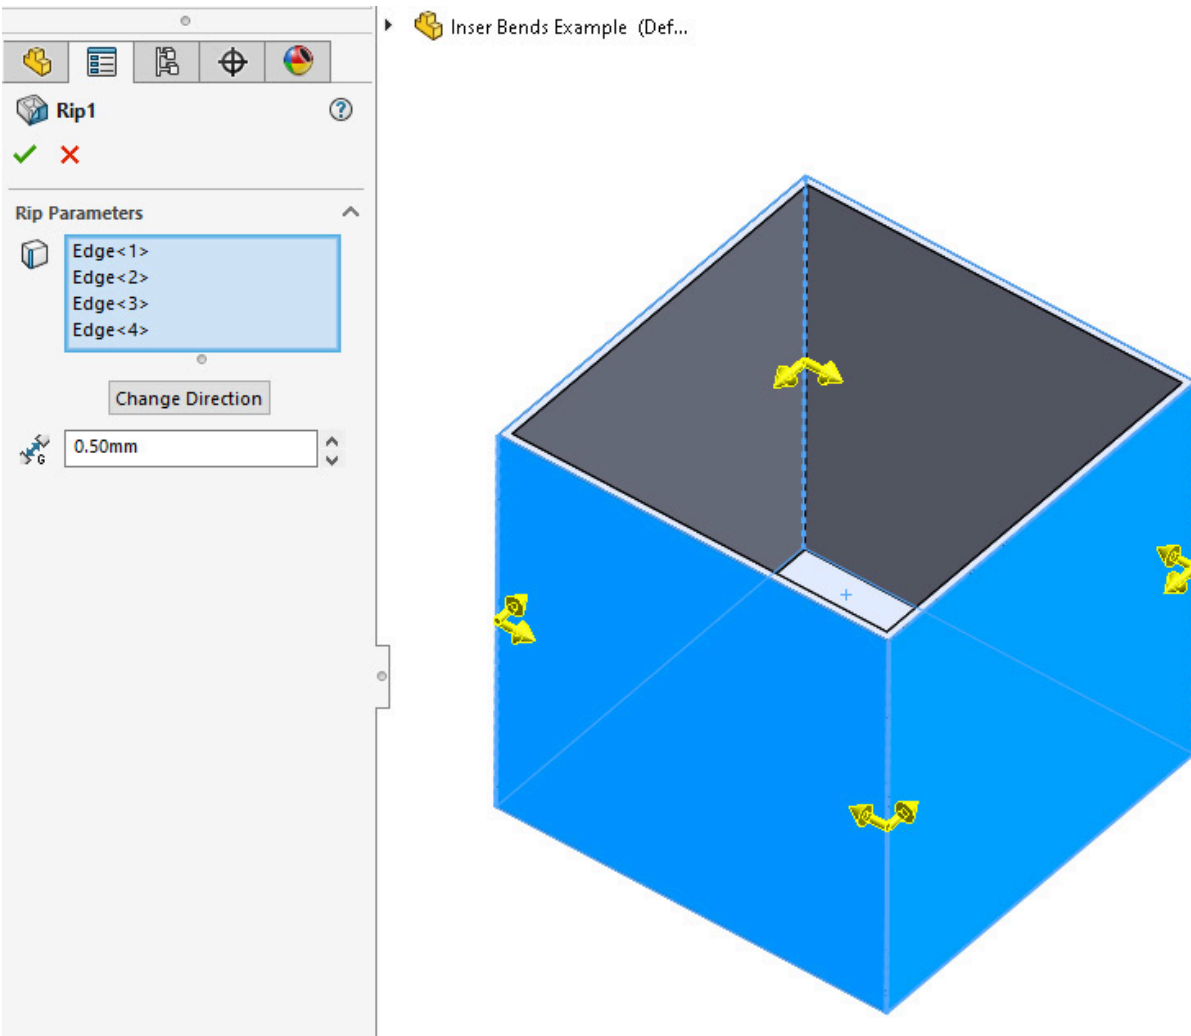 Inser Bends Example (Def...
Rip1
Rip Parameters
Edge<1>
Edge<2>
Edge<3>
Edge<4>
Change Direction
G
0.50mm